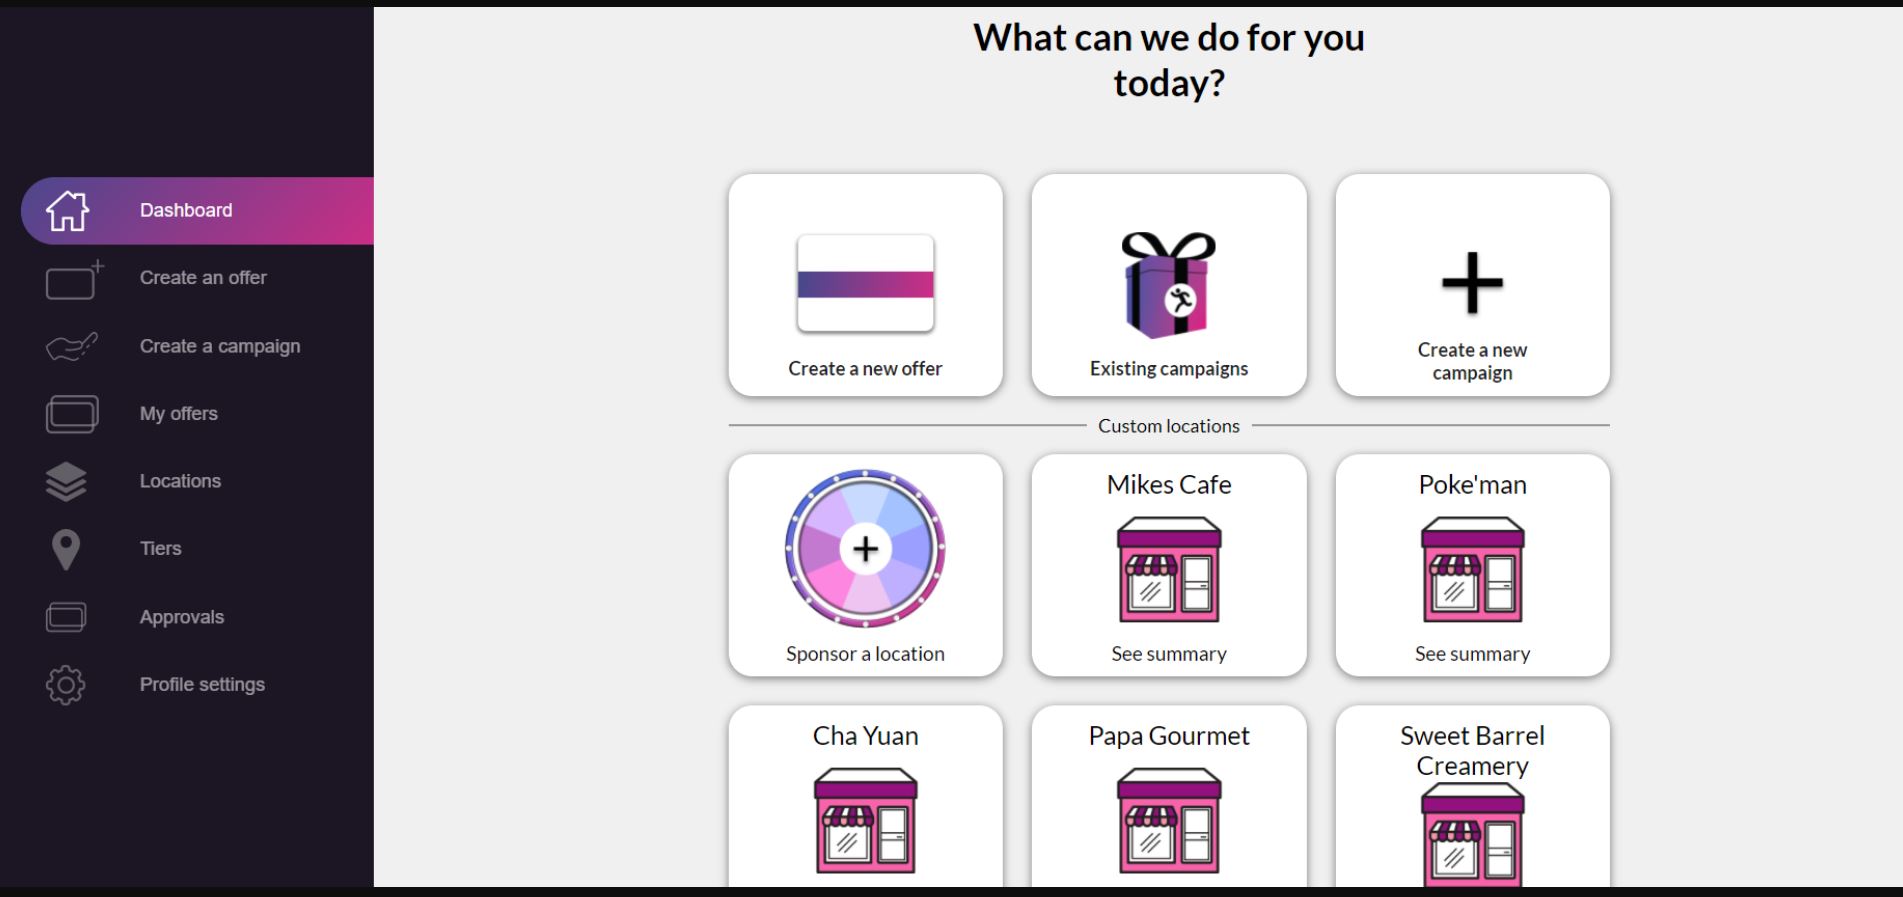 What can we do for you
today?
Dashboard
Create an offer
Create a campaign
My offers
Locations
Tiers
Approvals
Profile settings
Create a new offer
Existing campaigns
Create a new
campaign
Custom locations
Sponsor a location
Mikes Cafe
See summary
Poke'man
See summary
Cha Yuan
Papa Gourmet
Sweet Barrel
Creamery